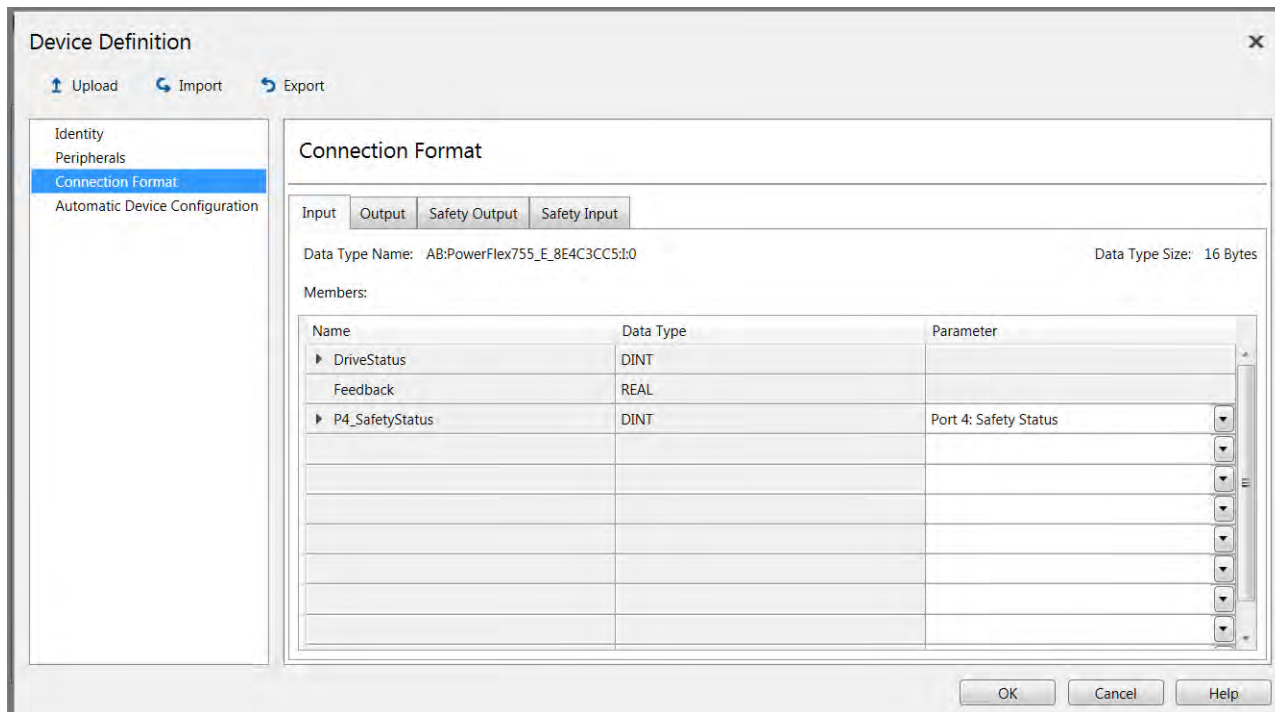 Device Definition
Upload Import Export
Identity
Peripherals
Connection Format
Automatic Device Configuration
Connection Format
Input Output Safety Output Safety Input
Data Type Name: AB:PowerFlex755_E_8E4C3CC5:I:0 Data Type Size: 16 Bytes
Members:
Name Data Type Parameter
DriveStatus DINT
Feedback REAL
P4_SafetyStatus DINT Port 4: Safety Status
OK Cancel Help